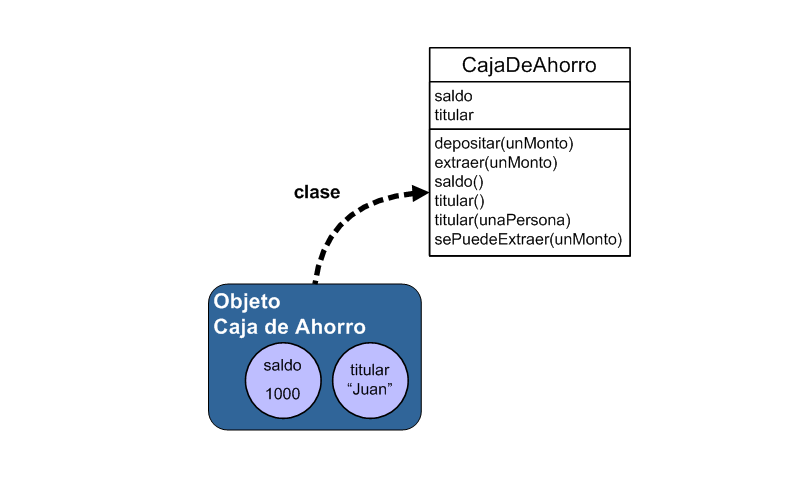 CajaDeAhorro
saldo
titular
depositar(unMonto)
extraer(unMonto)
saldo()
titular()
titular(unaPersona)
sePuedeExtraer(unMonto)
clase
Objeto
Caja de Ahorro
saldo
1000
titular
“Juan”